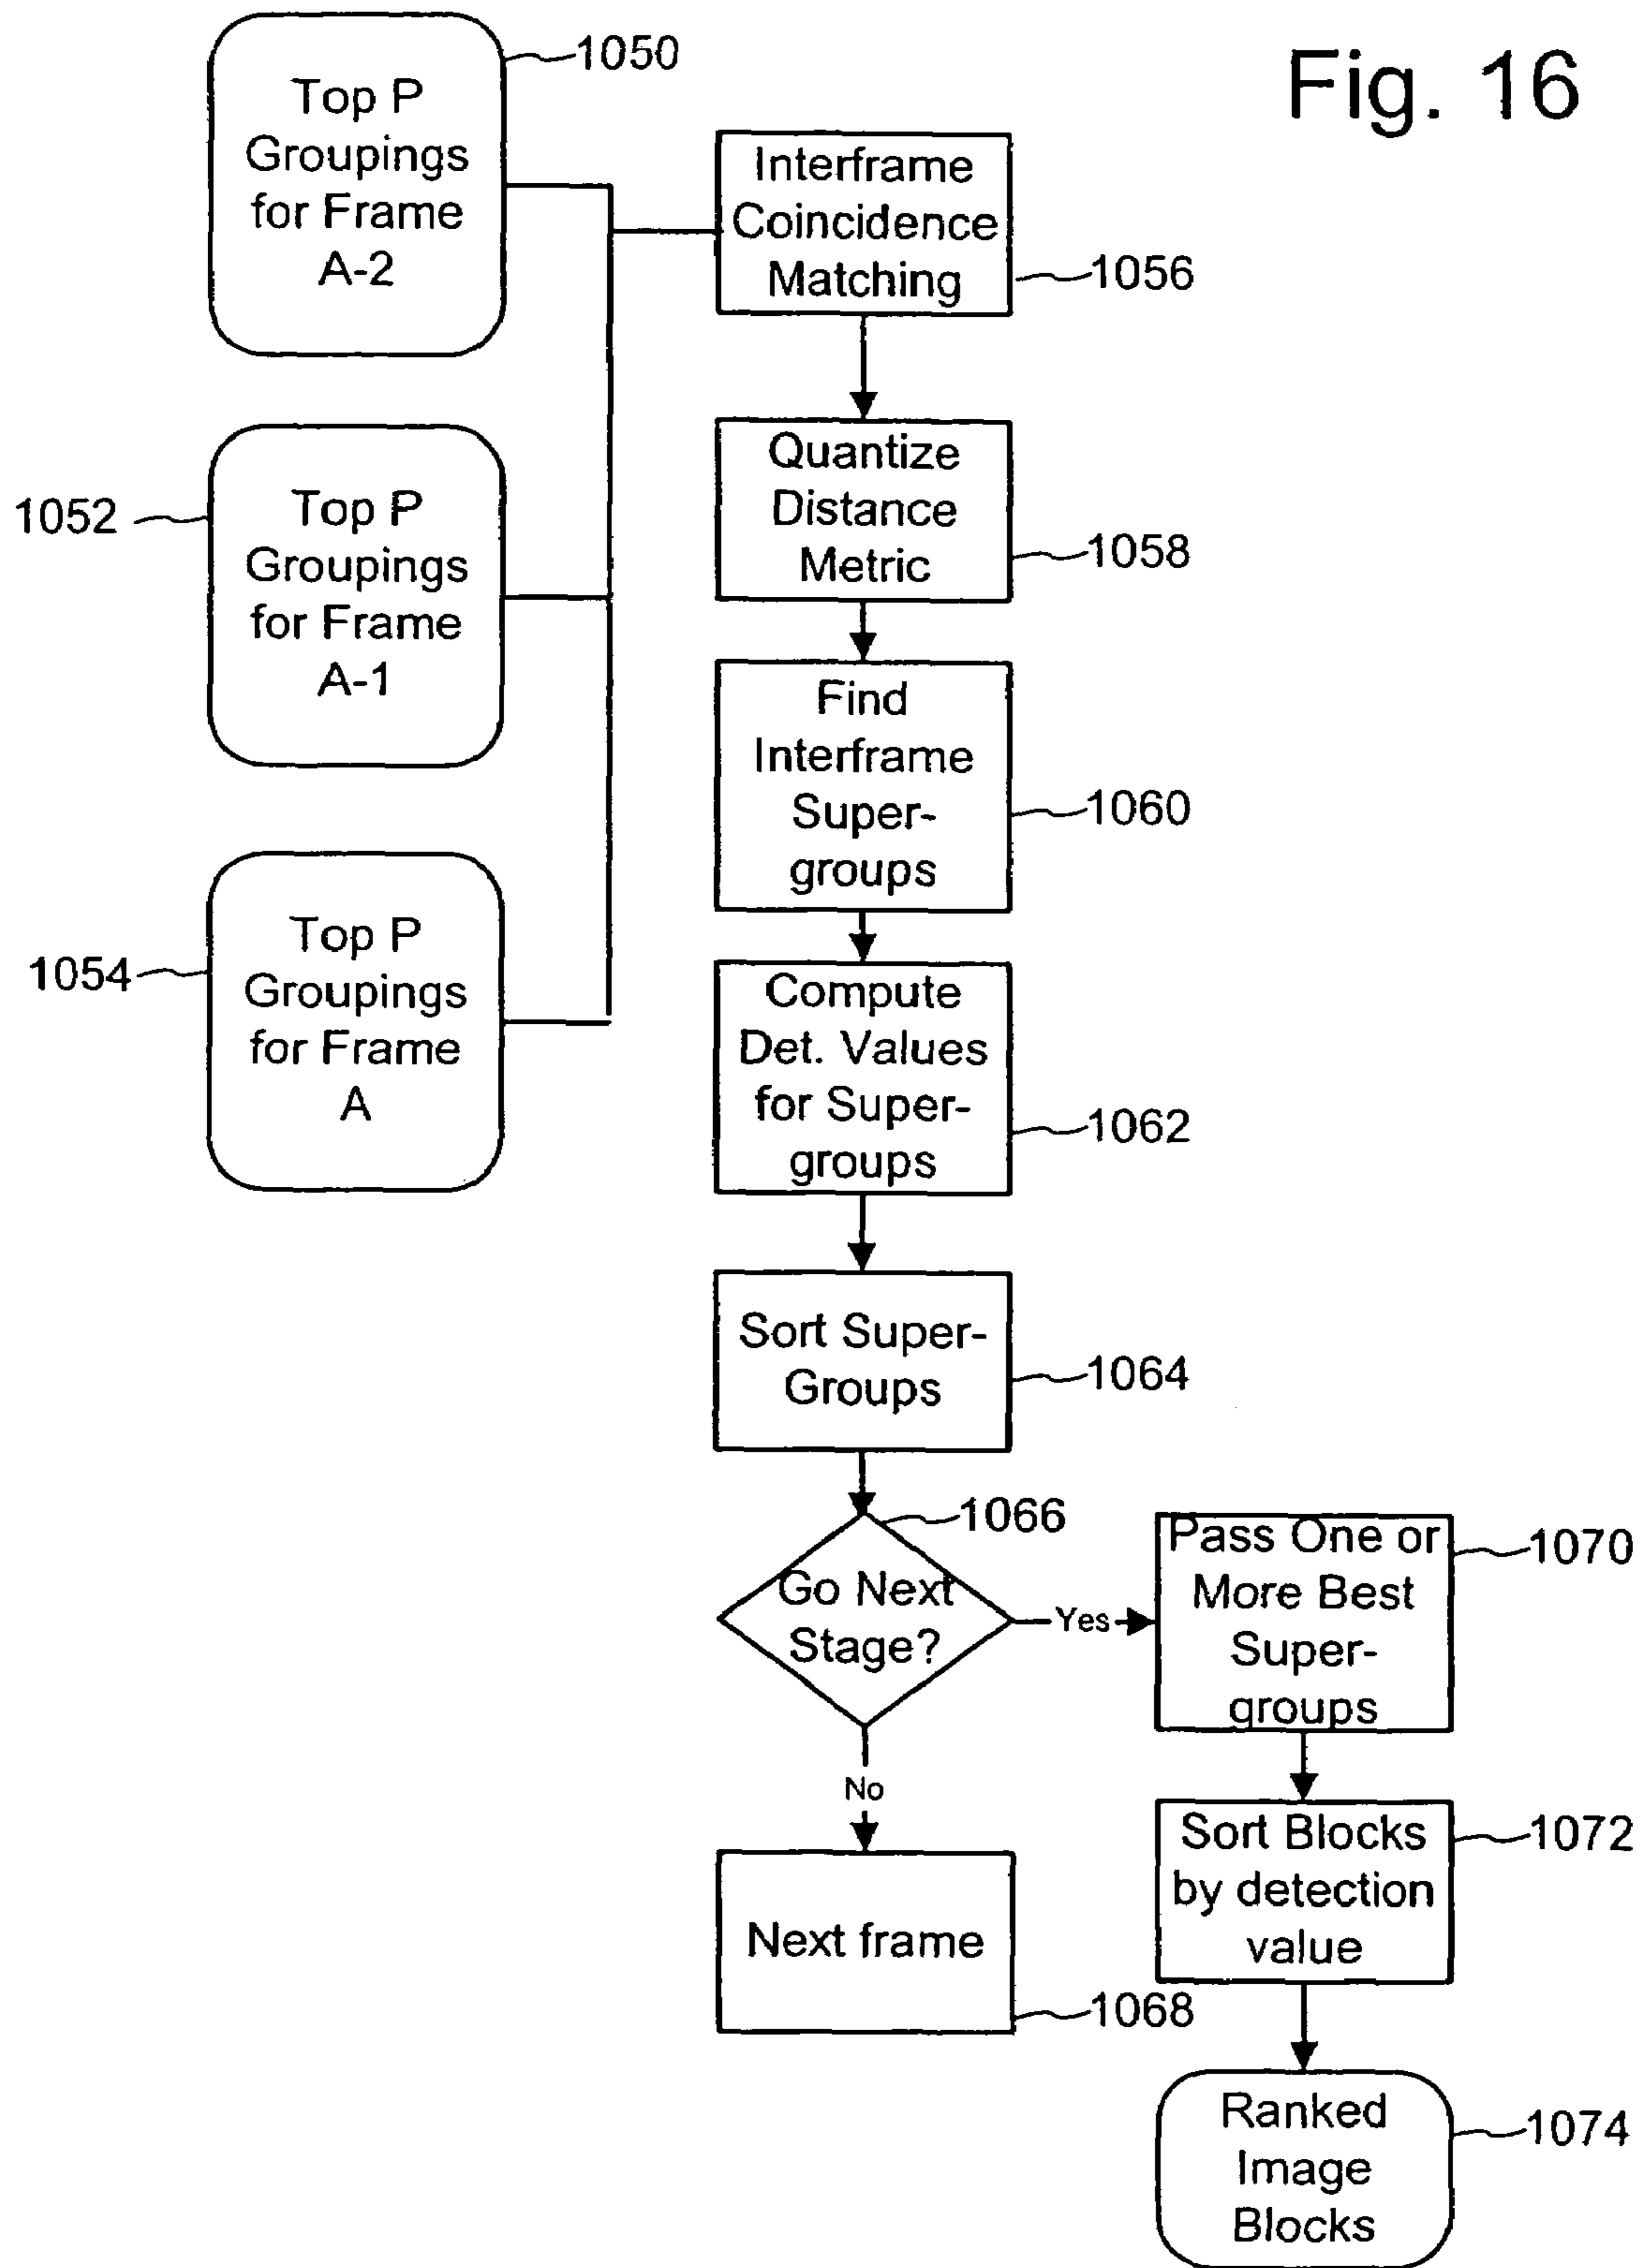 Fig. 16
1050
Top P
Groupings
for Frame
A-2
1052
Top P
Groupings
for Frame
A-1
1054
Top P
Groupings
for Frame
A
Interframe
Coincidence
Matching
1056
Quantize
Distance
Metric
1058
Find
Interframe
Super-
groups
1060
Compute
Det. Values
for Super-
groups
1062
Sort Super-
Groups
1064
1066
Go Next
Stage?
Yes
No
Next frame
1068
Pass One or
More Best
Super-
groups
1070
Sort Blocks
by detection
value
1072
Ranked
Image
Blocks
1074